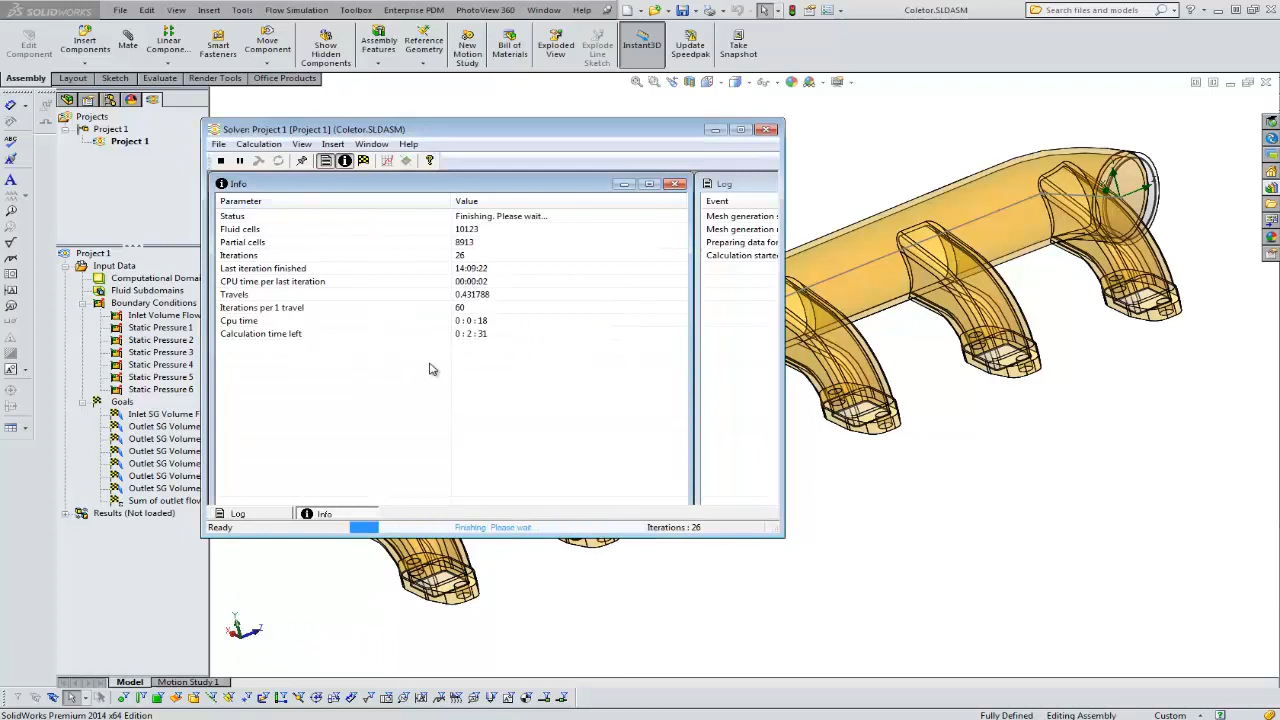 SOLIDWORKS File Edit View Insert Tools Flow Simulation Toolbox Enterprise PDM PhotoView 360 Window Help Coletor.SLDASM Search files and models
Edit Component
Insert Components
Mate
Linear Compone...
Smart Fasteners
Move Component
Show Hidden Components
Assembly Features
Reference Geometry
New Motion Study
Bill of Materials
Exploded View
Explode Line Sketch
Instant3D
Update Speedpak
Take Snapshot
Assembly Layout Sketch Evaluate Render Tools Office Products
Projects
Project 1
Project 1
Project 1
Input Data
Computational Domai
Fluid Subdomains
Boundary Conditions
Inlet Volume Flow
Static Pressure 1
Static Pressure 2
Static Pressure 3
Static Pressure 4
Static Pressure 5
Static Pressure 6
Goals
Inlet SG Volume F
Outlet SG Volume
Outlet SG Volume
Outlet SG Volume
Outlet SG Volume
Outlet SG Volume
Outlet SG Volume
Sum of outlet flow
Results (Not loaded)
Solver: Project 1 [Project 1] (Coletor.SLDASM)
File Calculation View Insert Window Help
Info
Parameter Value
Status Finishing. Please wait...
Fluid cells 10123
Partial cells 8913
Iterations 26
Last iteration finished 14:09:22
CPU time per last iteration 00:00:02
Travels 0.431788
Iterations per 1 travel 60
Cpu time 0 : 0 : 18
Calculation time left 0 : 2 : 31
Log
Event
Mesh generation s
Mesh generation n
Preparing data for
Calculation starte
Log Info
Ready Finishing. Please wait... Iterations : 26
Y
X
Z
Model Motion Study 1
SolidWorks Premium 2014 x64 Edition Fully Defined Editing Assembly Custom